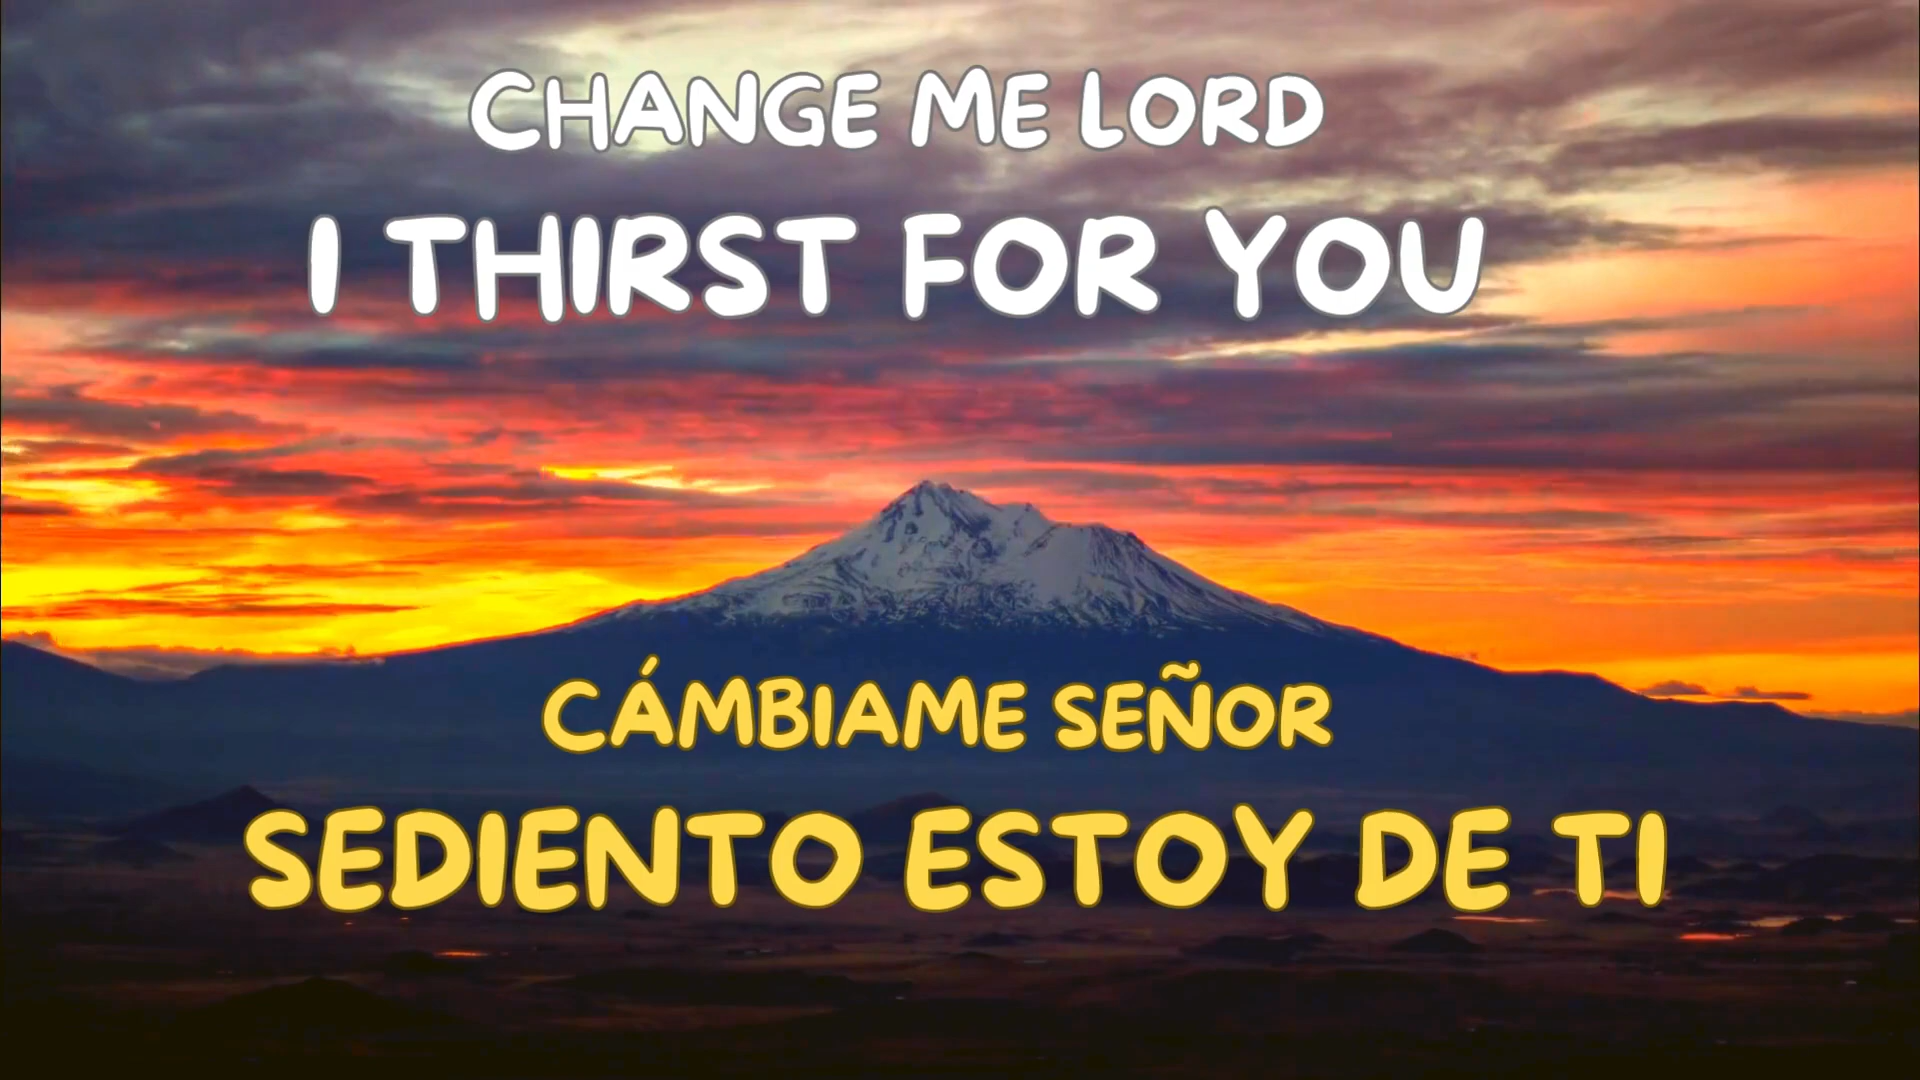 CHANGE ME LORD
I THIRST FOR YOU
CÁMBIAME SEÑOR
SEDIENTO ESTOY DE TI